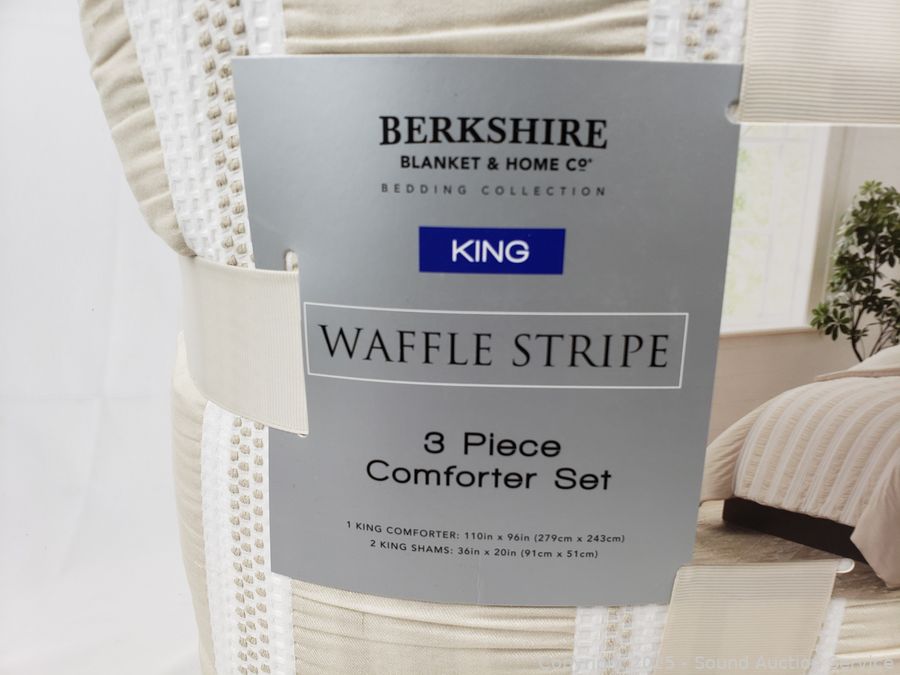 BERKSHIRE
BLANKET & HOME Cº®
BEDDING COLLECTION
KING
WAFFLE STRIPE
3 Piece
Comforter Set
1 KING COMFORTER: 110in x 96in (279cm x 243cm)
2 KING SHAMS: 36in x 20in (91cm x 51cm)
Copyright 2015 - Sound Auction Service